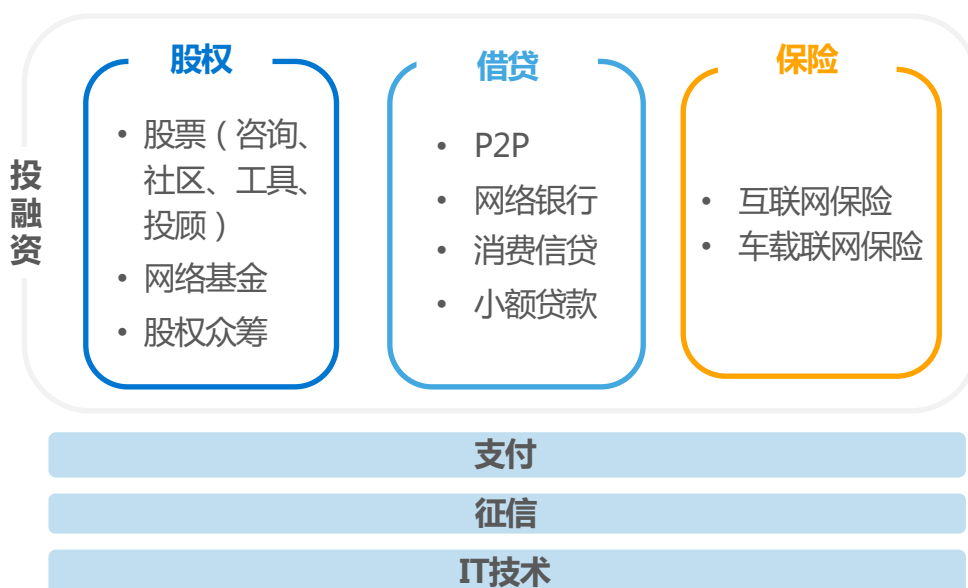 投融资
股权
• 股票（咨询、
社区、工具、
投顾）
• 网络基金
• 股权众筹
借贷
• P2P
• 网络银行
• 消费信贷
• 小额贷款
保险
• 互联网保险
• 车载联网保险
支付
征信
IT技术